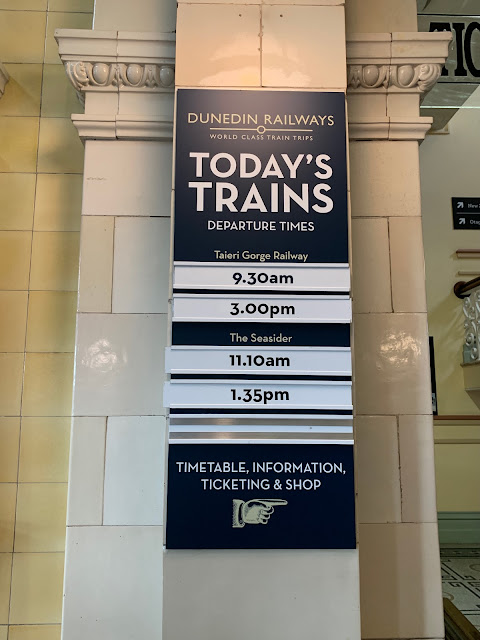 DUNEDIN RAILWAYS
WORLD CLASS TRAIN TRIPS
TODAY'S
TRAINS
DEPARTURE TIMES
Taieri Gorge Railway
9.30am
3.00pm
The Seasider
11.10am
1.35pm
TIMETABLE, INFORMATION,
TICKETING & SHOP